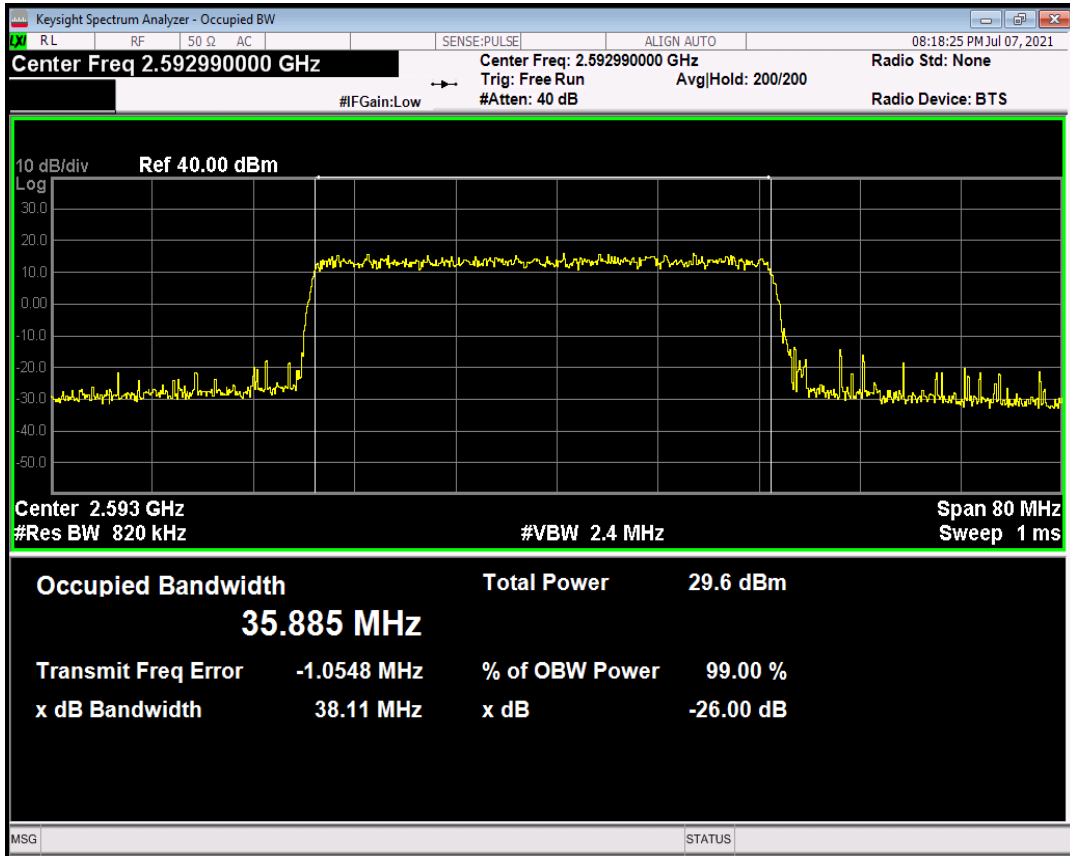 Keysight Spectrum Analyzer - Occupied BW
LXI RL RF 50 Ω AC SENSE:PULSE ALIGN AUTO 08:18:25 PM Jul 07, 2021
Center Freq 2.592990000 GHz Center Freq: 2.592990000 GHz Radio Std: None
Trig: Free Run Avg|Hold: 200/200
#IFGain:Low #Atten: 40 dB Radio Device: BTS
10 dB/div Ref 40.00 dBm
Log
30.0
20.0
10.0
0.00
-10.0
-20.0
-30.0
-40.0
-50.0
Center 2.593 GHz Span 80 MHz
#Res BW 820 kHz #VBW 2.4 MHz Sweep 1 ms
Occupied Bandwidth Total Power 29.6 dBm
35.885 MHz
Transmit Freq Error -1.0548 MHz % of OBW Power 99.00 %
x dB Bandwidth 38.11 MHz x dB -26.00 dB
MSG STATUS